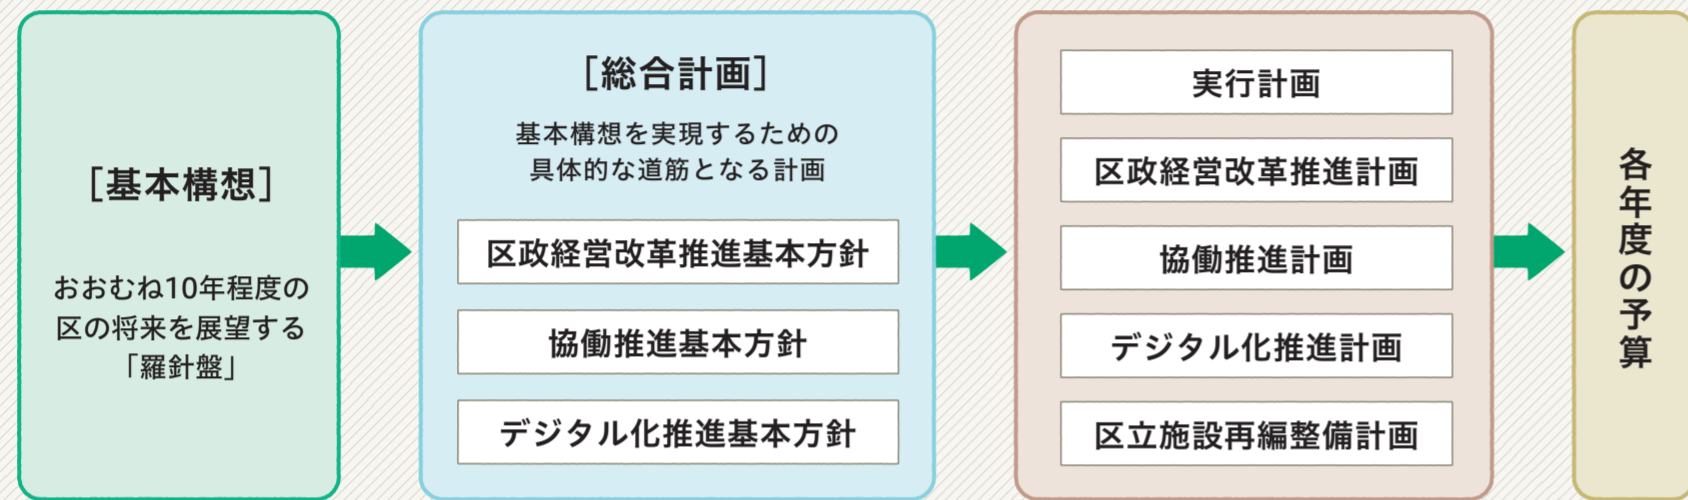 ［基本構想］
おおむね10年程度の
区の将来を展望する
「羅針盤」
［総合計画］
基本構想を実現するための
具体的な道筋となる計画
区政経営改革推進基本方針
協働推進基本方針
デジタル化推進基本方針
実行計画
区政経営改革推進計画
協働推進計画
デジタル化推進計画
区立施設再編整備計画
各年度の予算